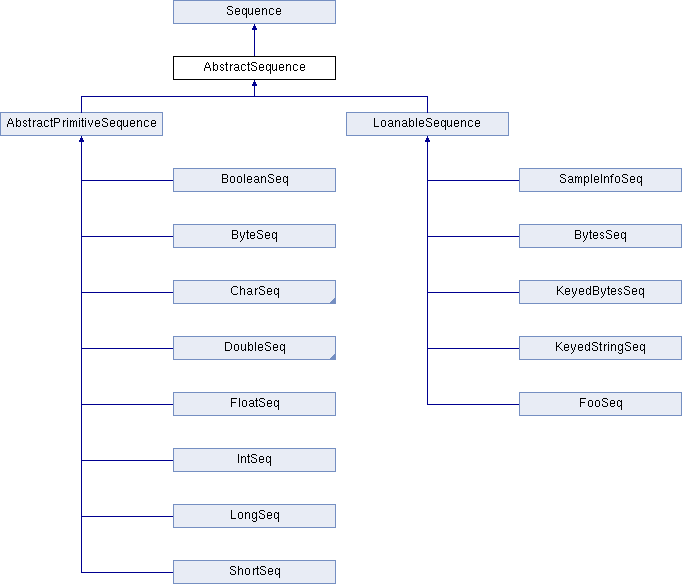 Sequence
AbstractSequence
AbstractPrimitiveSequence
LoanableSequence
BooleanSeq
SampleInfoSeq
ByteSeq
BytesSeq
CharSeq
KeyedBytesSeq
DoubleSeq
KeyedStringSeq
FloatSeq
FooSeq
IntSeq
LongSeq
ShortSeq